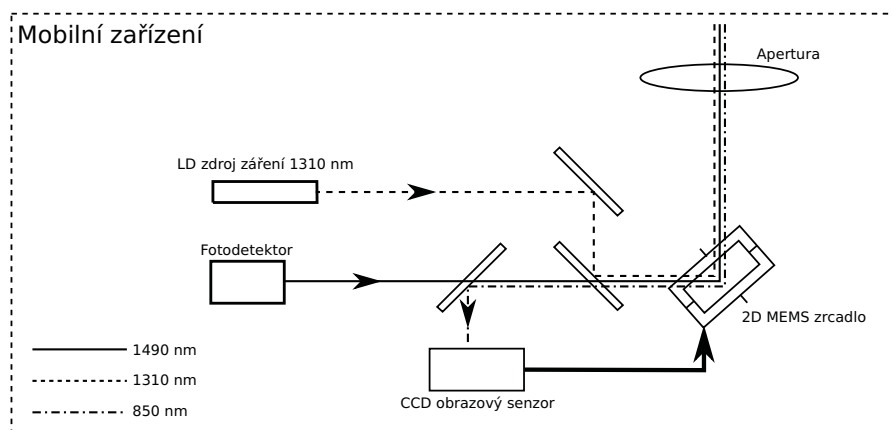 Mobilní zařízení
Apertura
LD zdroj záření 1310 nm
Fotodetektor
2D MEMS zrcadlo
1490 nm
1310 nm
850 nm
CCD obrazový senzor